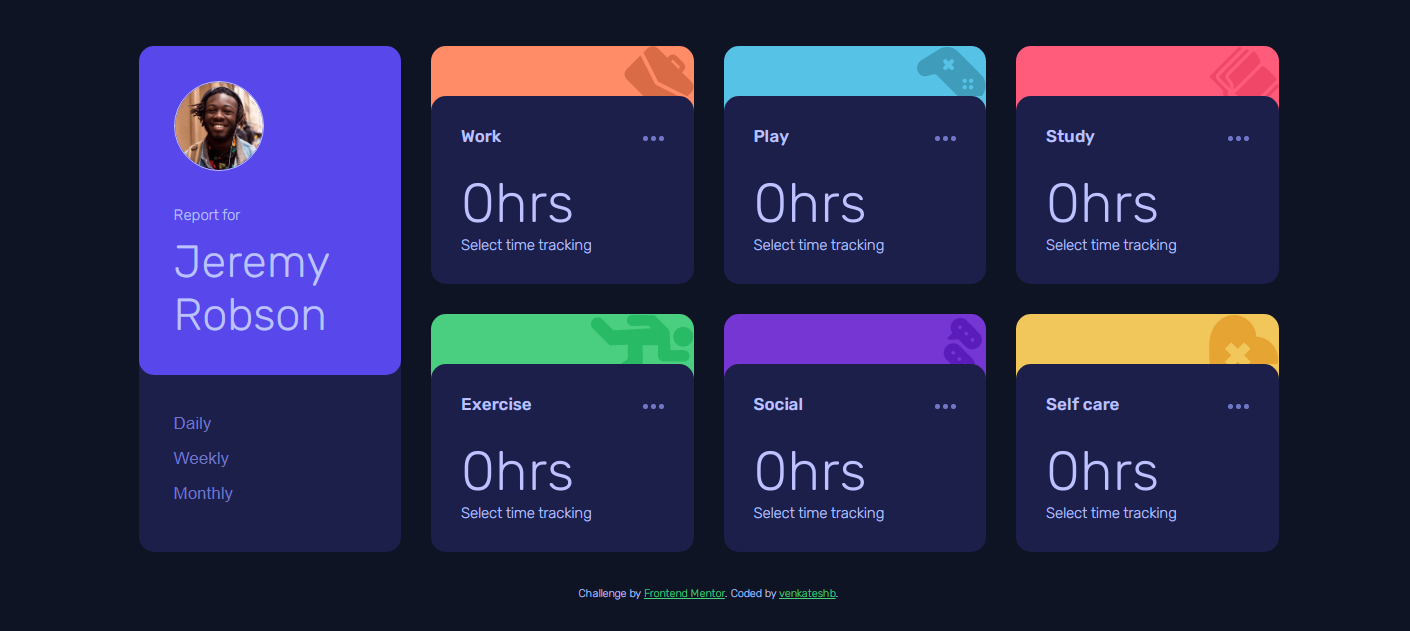 Report for
Jeremy
Robson
Daily
Weekly
Monthly
Work
0hrs
Select time tracking
Play
0hrs
Select time tracking
Study
0hrs
Select time tracking
Exercise
0hrs
Select time tracking
Social
0hrs
Select time tracking
Self care
0hrs
Select time tracking
Challenge by Frontend Mentor. Coded by venkateshb.